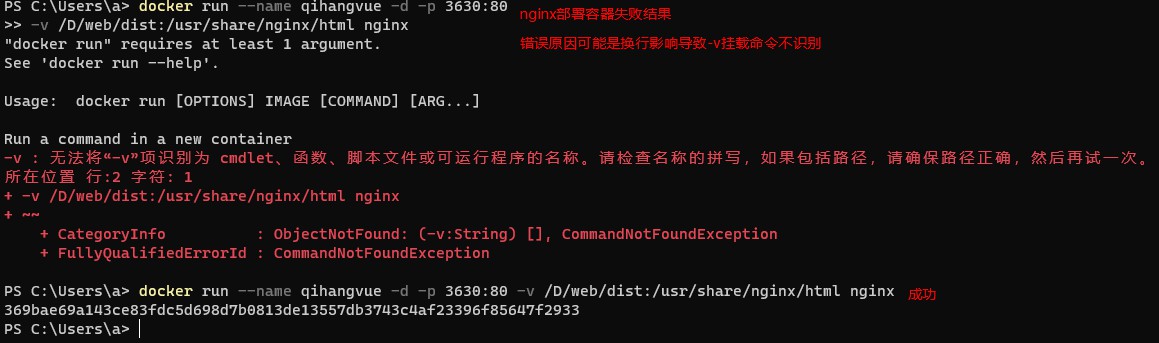 PS C:\Users\a> docker run --name qihangvue -d -p 3630:80
nginx部署容器失败结果
>> -v /D/web/dist:/usr/share/nginx/html nginx
"docker run" requires at least 1 argument.
错误原因可能是换行影响导致-v挂载命令不识别
See 'docker run --help'.
Usage:  docker run [OPTIONS] IMAGE [COMMAND] [ARG...]
Run a command in a new container
-v : 无法将“-v”项识别为 cmdlet、函数、脚本文件或可运行程序的名称。请检查名称的拼写，如果包括路径，请确保路径正确，然后再试一次。
所在位置 行:2 字符: 1
+ -v /D/web/dist:/usr/share/nginx/html nginx
+ ~~
    + CategoryInfo          : ObjectNotFound: (-v:String) [], CommandNotFoundException
    + FullyQualifiedErrorId : CommandNotFoundException
PS C:\Users\a> docker run --name qihangvue -d -p 3630:80 -v /D/web/dist:/usr/share/nginx/html nginx
成功
369bae69a143ce83fdc5d698d7b0813de13557db3743c4af23396f85647f2933
PS C:\Users\a>